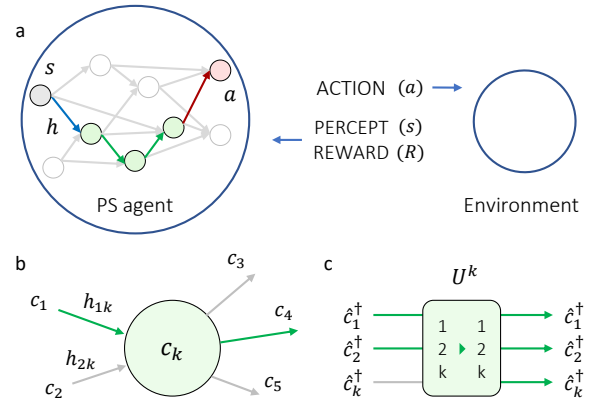 a
s
h
a
PS agent
ACTION (a)
PERCEPT (s)
REWARD (R)
Environment
b
c₁
h₁ₖ
c₂
h₂ₖ
cₖ
c₃
c₄
c₅
c
Uᵏ
ĉ₁† 1 1 ĉ₁†
ĉ₂† 2 2 ĉ₂†
ĉₖ† k k ĉₖ†